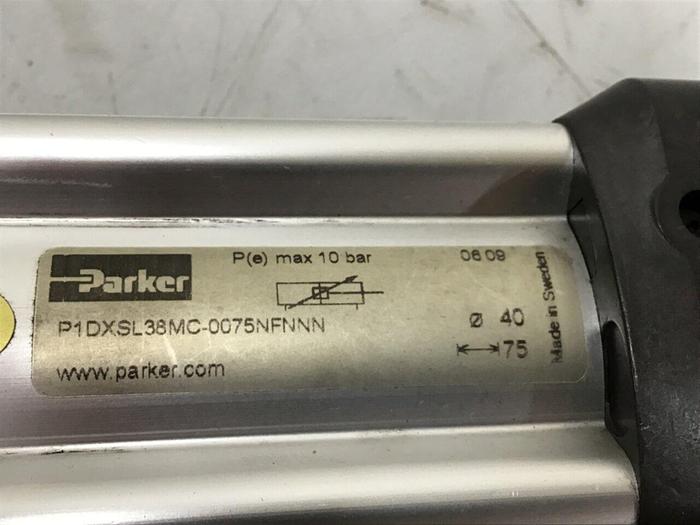 Parker
P(e) max 10 bar
06 09
P1DXSL38MC-0075NFNNN
ø 40
75
www.parker.com
Made in Sweden